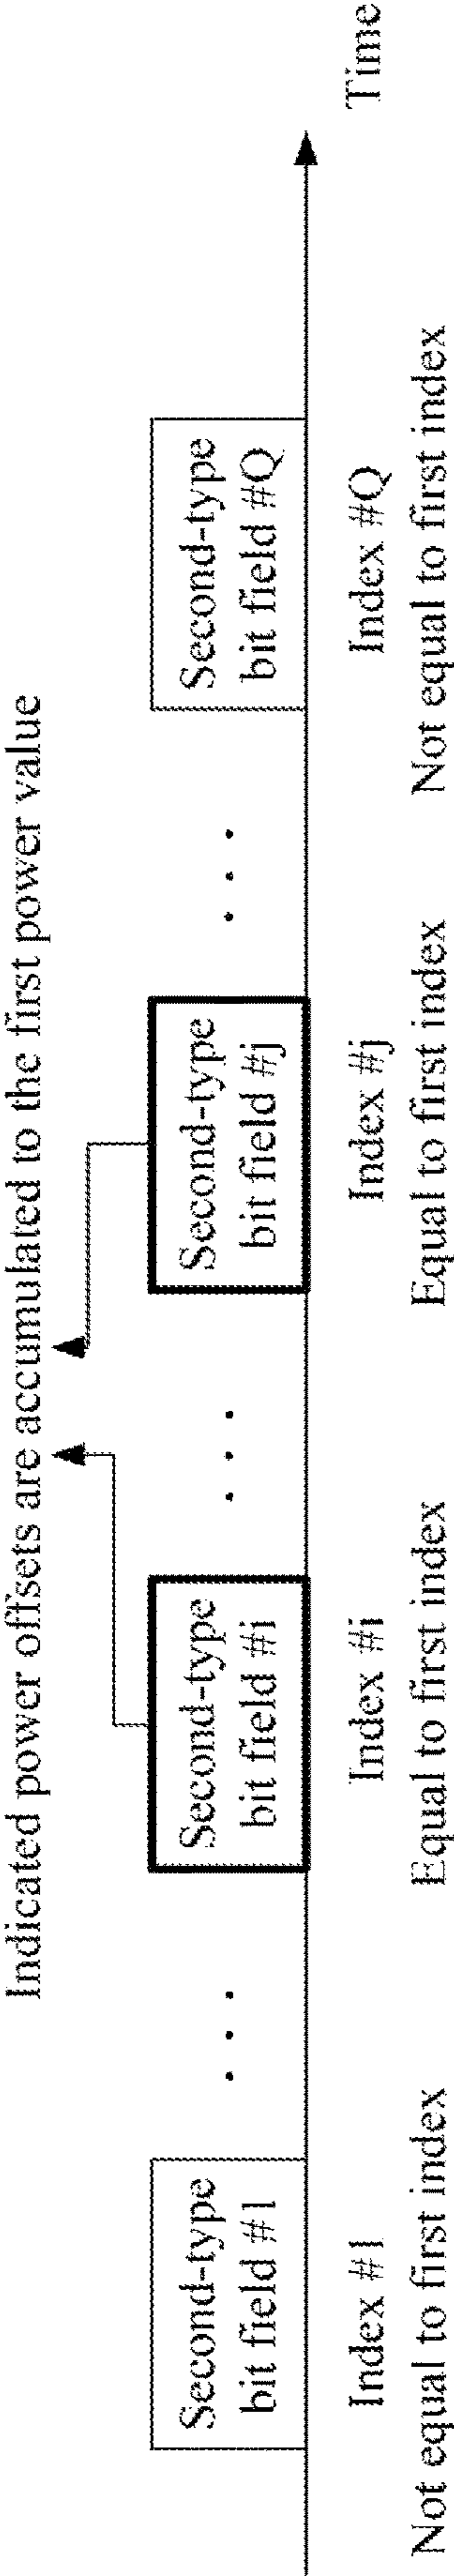 Indicated power offsets are accumulated to the first power value
Second-type
bit field #1
. . .
Second-type
bit field #i
. . .
Second-type
bit field #j
. . .
Second-type
bit field #Q
Time
Index #1
Not equal to first index
Index #i
Equal to first index
Index #j
Equal to first index
Index #Q
Not equal to first index